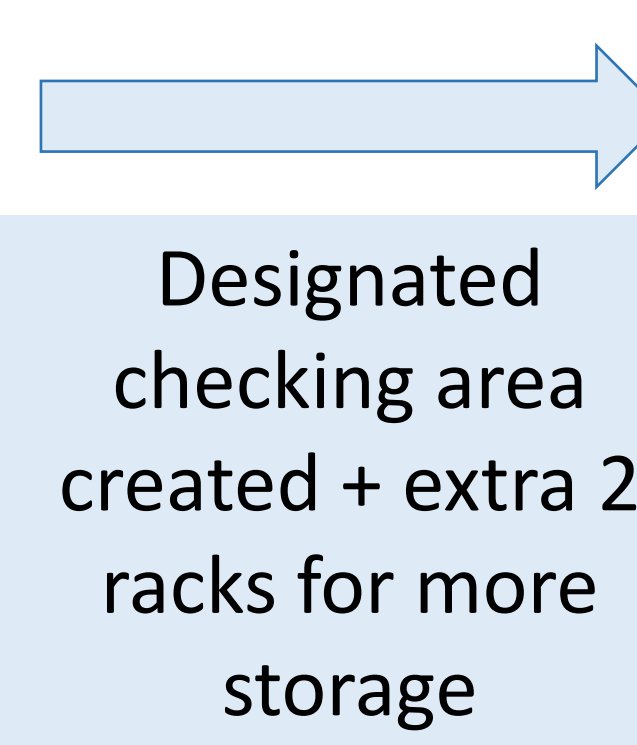 Designated
checking area
created + extra 2
racks for more
storage